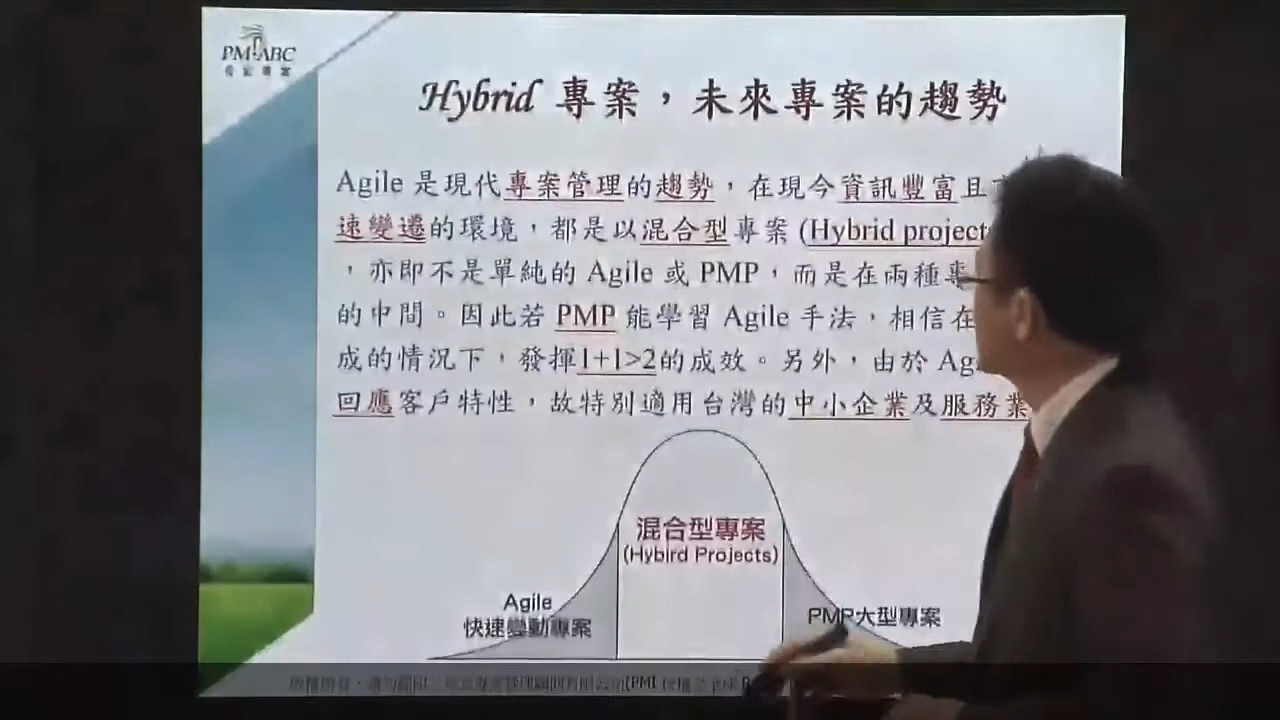 PMIABC
長宏專案
Hybrid 專案，未來專案的趨勢
Agile 是現代專案管理的趨勢，在現今資訊豐富且
速變遷的環境，都是以混合型專案 (Hybrid projects
，亦即不是單純的 Agile 或 PMP，而是在兩種專
的中間。因此若 PMP 能學習 Agile 手法，相信在
成的情況下，發揮1+1>2的成效。另外，由於 Ag
回應客戶特性，故特別適用台灣的中小企業及服務業
混合型專案
(Hybird Projects)
Agile
快速變動專案
PMP大型專案